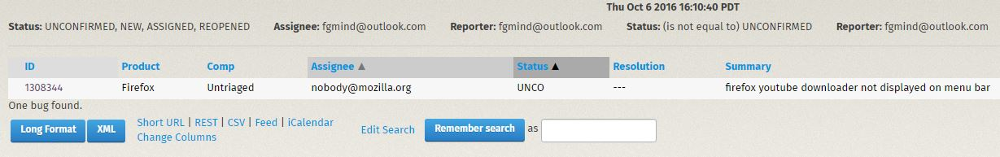 Thu Oct 6 2016 16:10:40 PDT
Status: UNCONFIRMED, NEW, ASSIGNED, REOPENED Assignee: fgmind@outlook.com Reporter: fgmind@outlook.com Status: (is not equal to) UNCONFIRMED Reporter: fgmind@outlook.com
ID Product Comp Assignee ▲ Status ▲ Resolution Summary
1308344 Firefox Untriaged nobody@mozilla.org UNCO --- firefox youtube downloader not displayed on menu bar
One bug found.
Long Format XML Short URL | REST | CSV | Feed | iCalendar Edit Search Remember search as
Change Columns